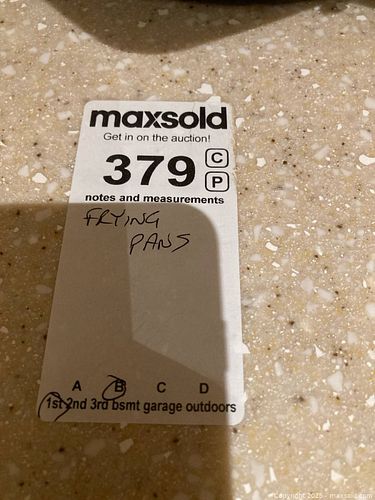 maxsold
Get in on the auction!
379 C
P
notes and measurements
FRYING
PANS
A B C D
1st 2nd 3rd bsmt garage outdoors
Copyright 2025 - maxsold.com